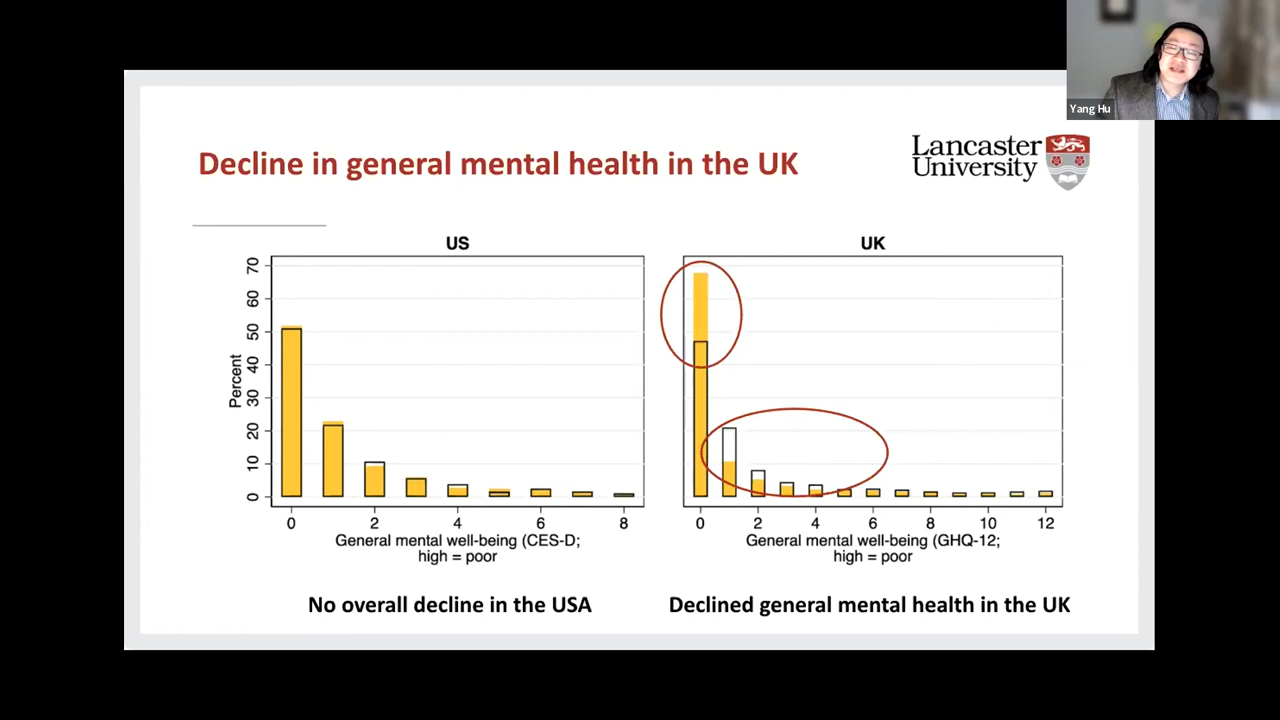 Yang Hu
Decline in general mental health in the UK
Lancaster
University
US
UK
Percent
70
60
50
40
30
20
10
0
0 2 4 6 8
General mental well-being (CES-D;
high = poor
0 2 4 6 8 10 12
General mental well-being (GHQ-12;
high = poor
No overall decline in the USA
Declined general mental health in the UK